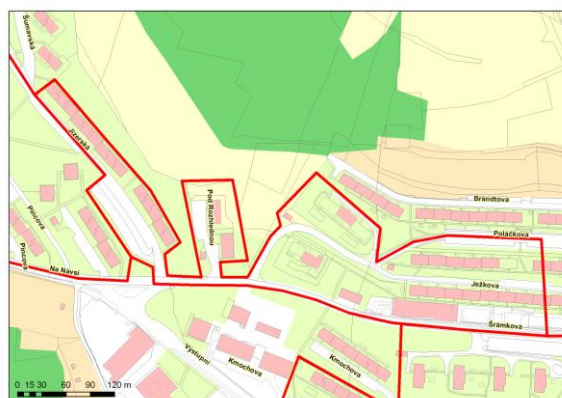 Šumavská
Jizerská
Pod Rozhlednou
Brandtova
Poláčkova
Pincova
Pincova
Na Návsi
Ježkova
Šrámkova
Výstupní
Kmochova
Kmochova
0 15 30 60 90 120 m